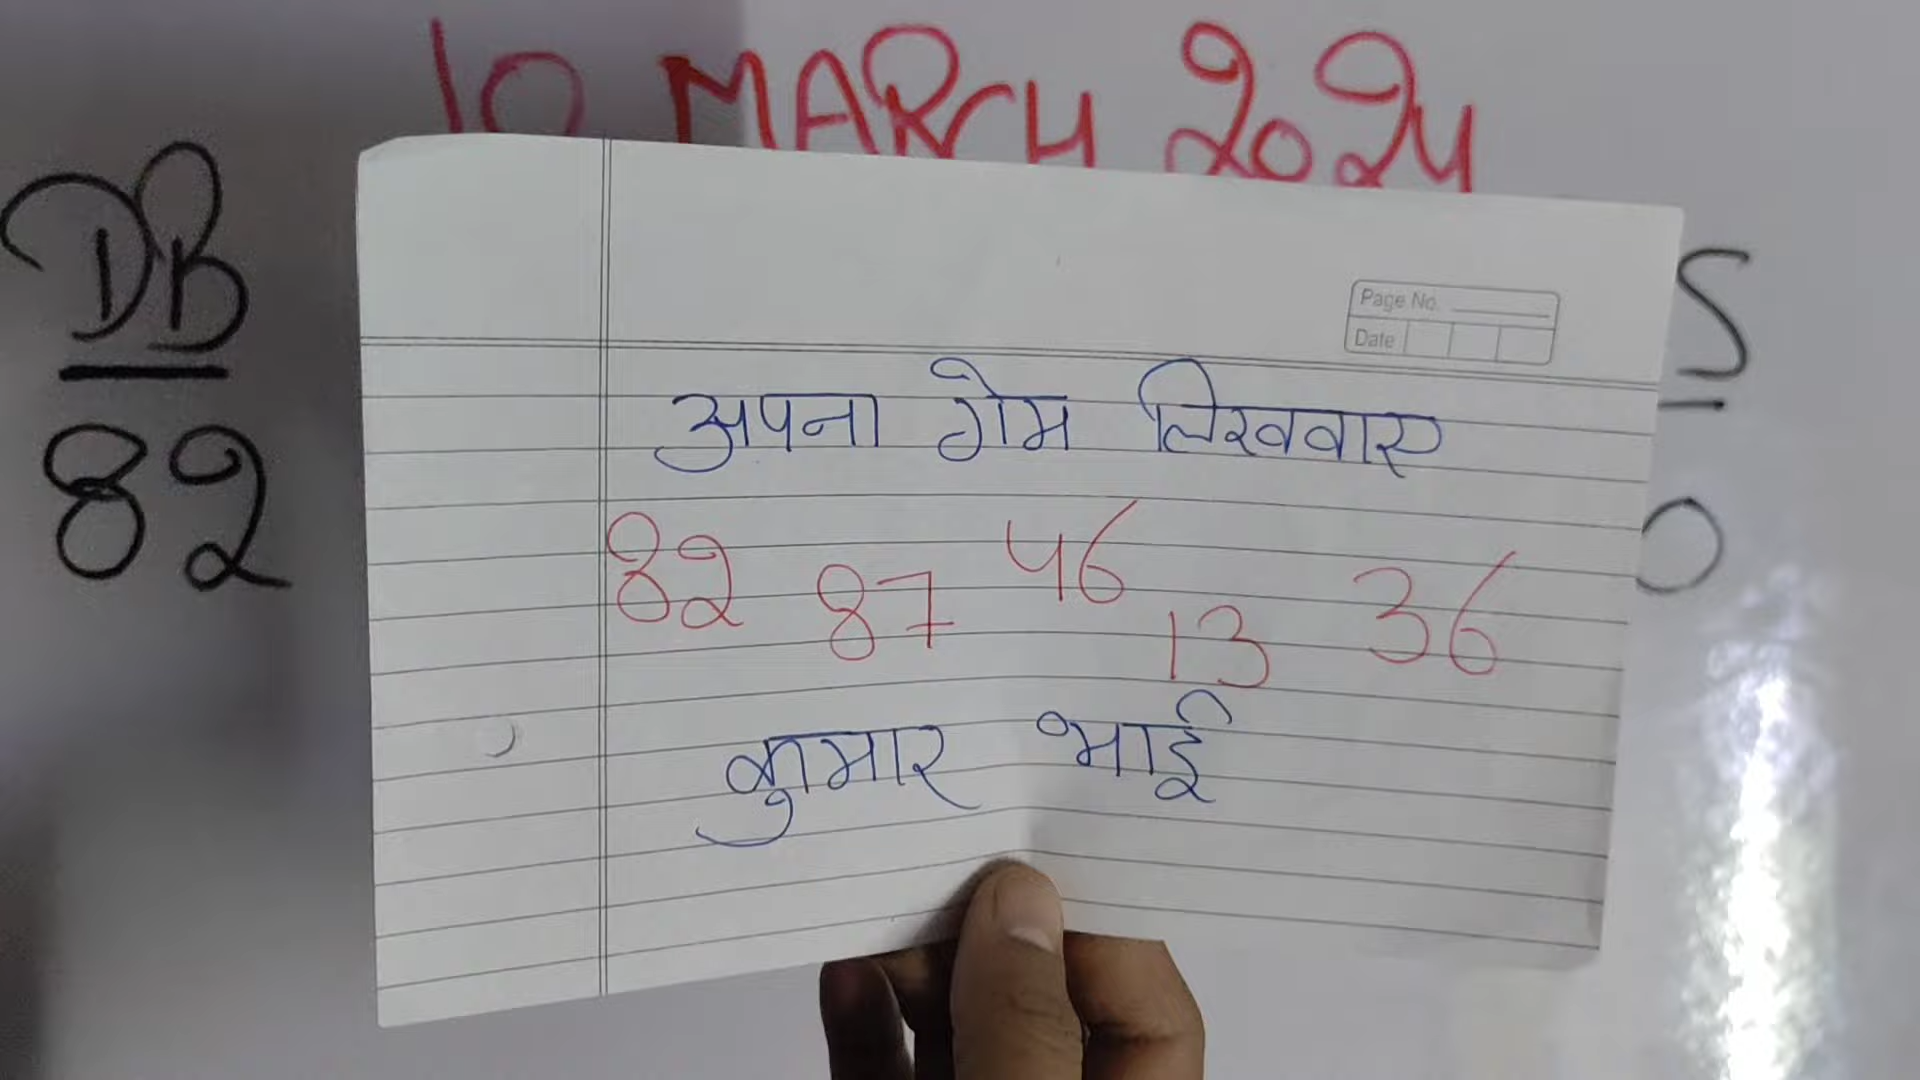 10 MARCH 2024
DB
82
S
0
Page No.
Date
अपना गेम लिखवाए
82 87 46 13 36
कुमार भाई